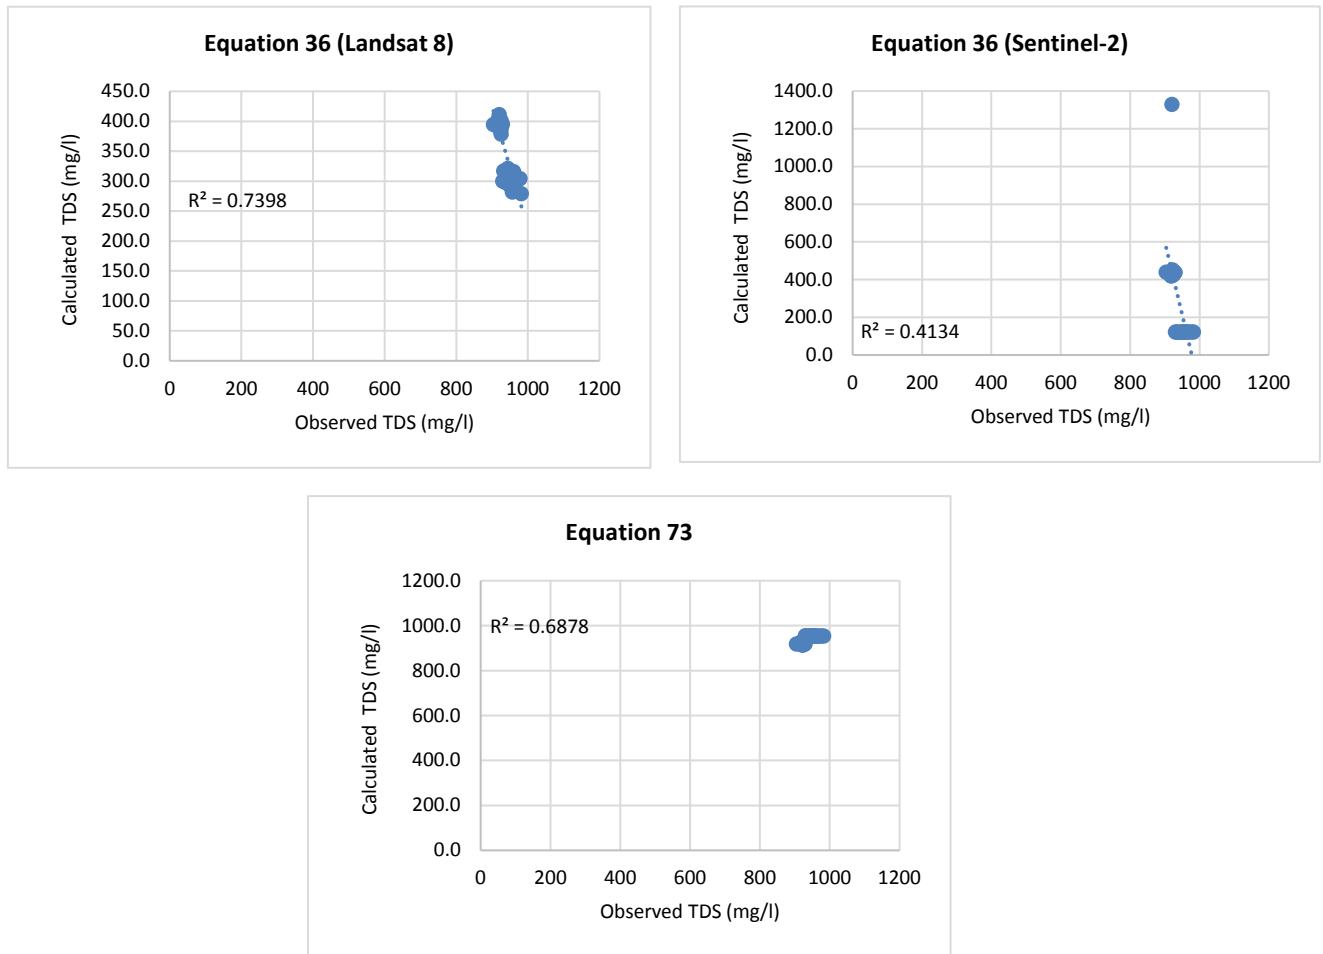 Equation 36 (Landsat 8)
450.0
400.0
350.0
300.0
250.0
200.0
150.0
100.0
50.0
0.0
Calculated TDS (mg/l)
R² = 0.7398
0 200 400 600 800 1000 1200
Observed TDS (mg/l)
Equation 36 (Sentinel-2)
1400.0
1200.0
1000.0
800.0
600.0
400.0
200.0
0.0
Calculated TDS (mg/l)
R² = 0.4134
0 200 400 600 800 1000 1200
Observed TDS (mg/l)
Equation 73
1200.0
1000.0
800.0
600.0
400.0
200.0
0.0
Calculated TDS (mg/l)
R² = 0.6878
0 200 400 600 800 1000 1200
Observed TDS (mg/l)